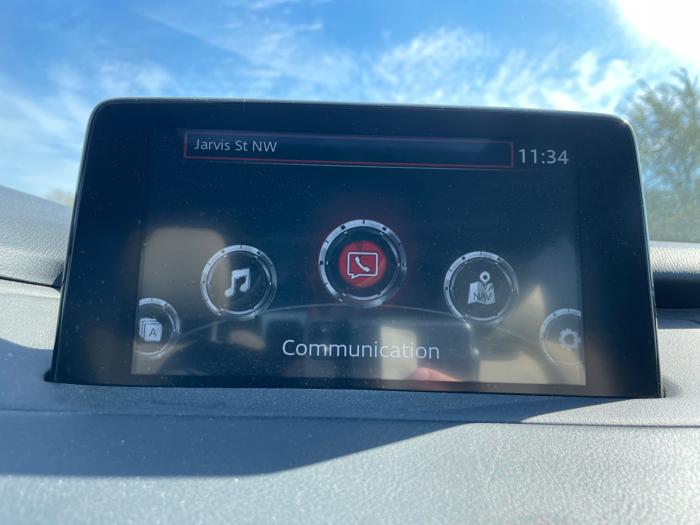 Jarvis St NW
11:34
NAV
A
Communication